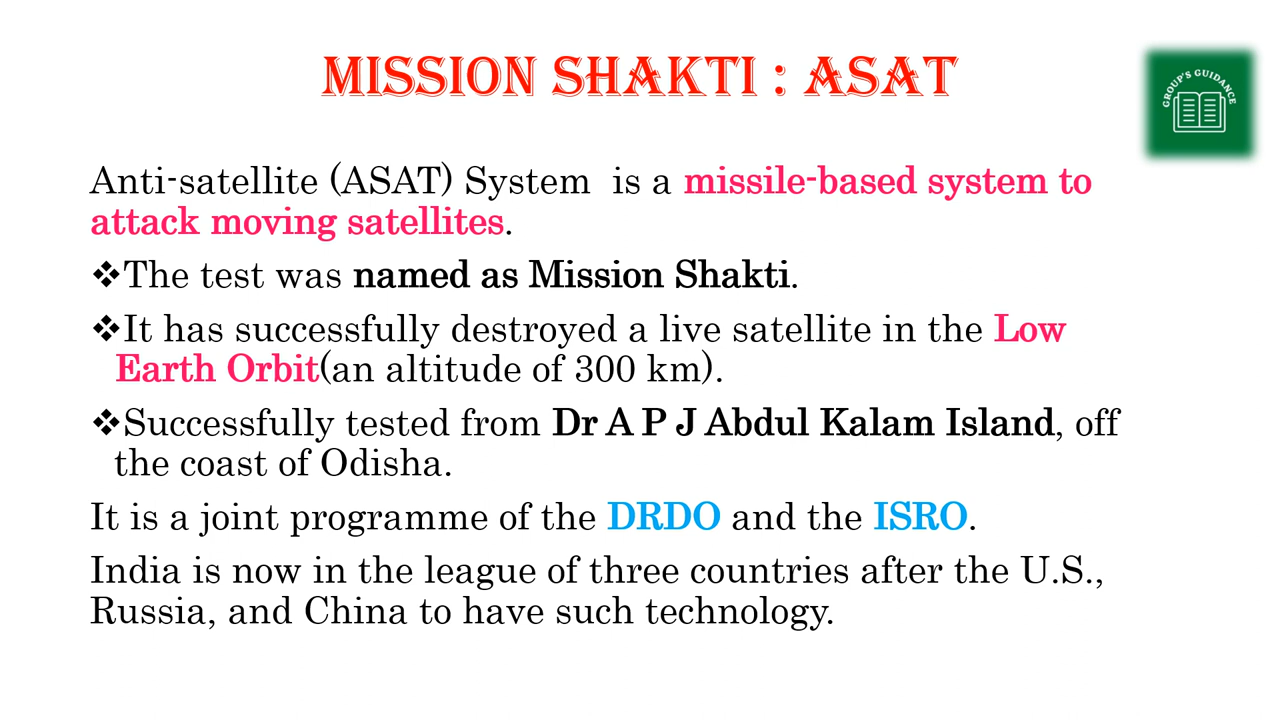 MISSION SHAKTI : ASAT
GROUP'S GUIDANCE
Anti-satellite (ASAT) System is a missile-based system to
attack moving satellites.
❖The test was named as Mission Shakti.
❖It has successfully destroyed a live satellite in the Low
Earth Orbit(an altitude of 300 km).
❖Successfully tested from Dr A P J Abdul Kalam Island, off
the coast of Odisha.
It is a joint programme of the DRDO and the ISRO.
India is now in the league of three countries after the U.S.,
Russia, and China to have such technology.